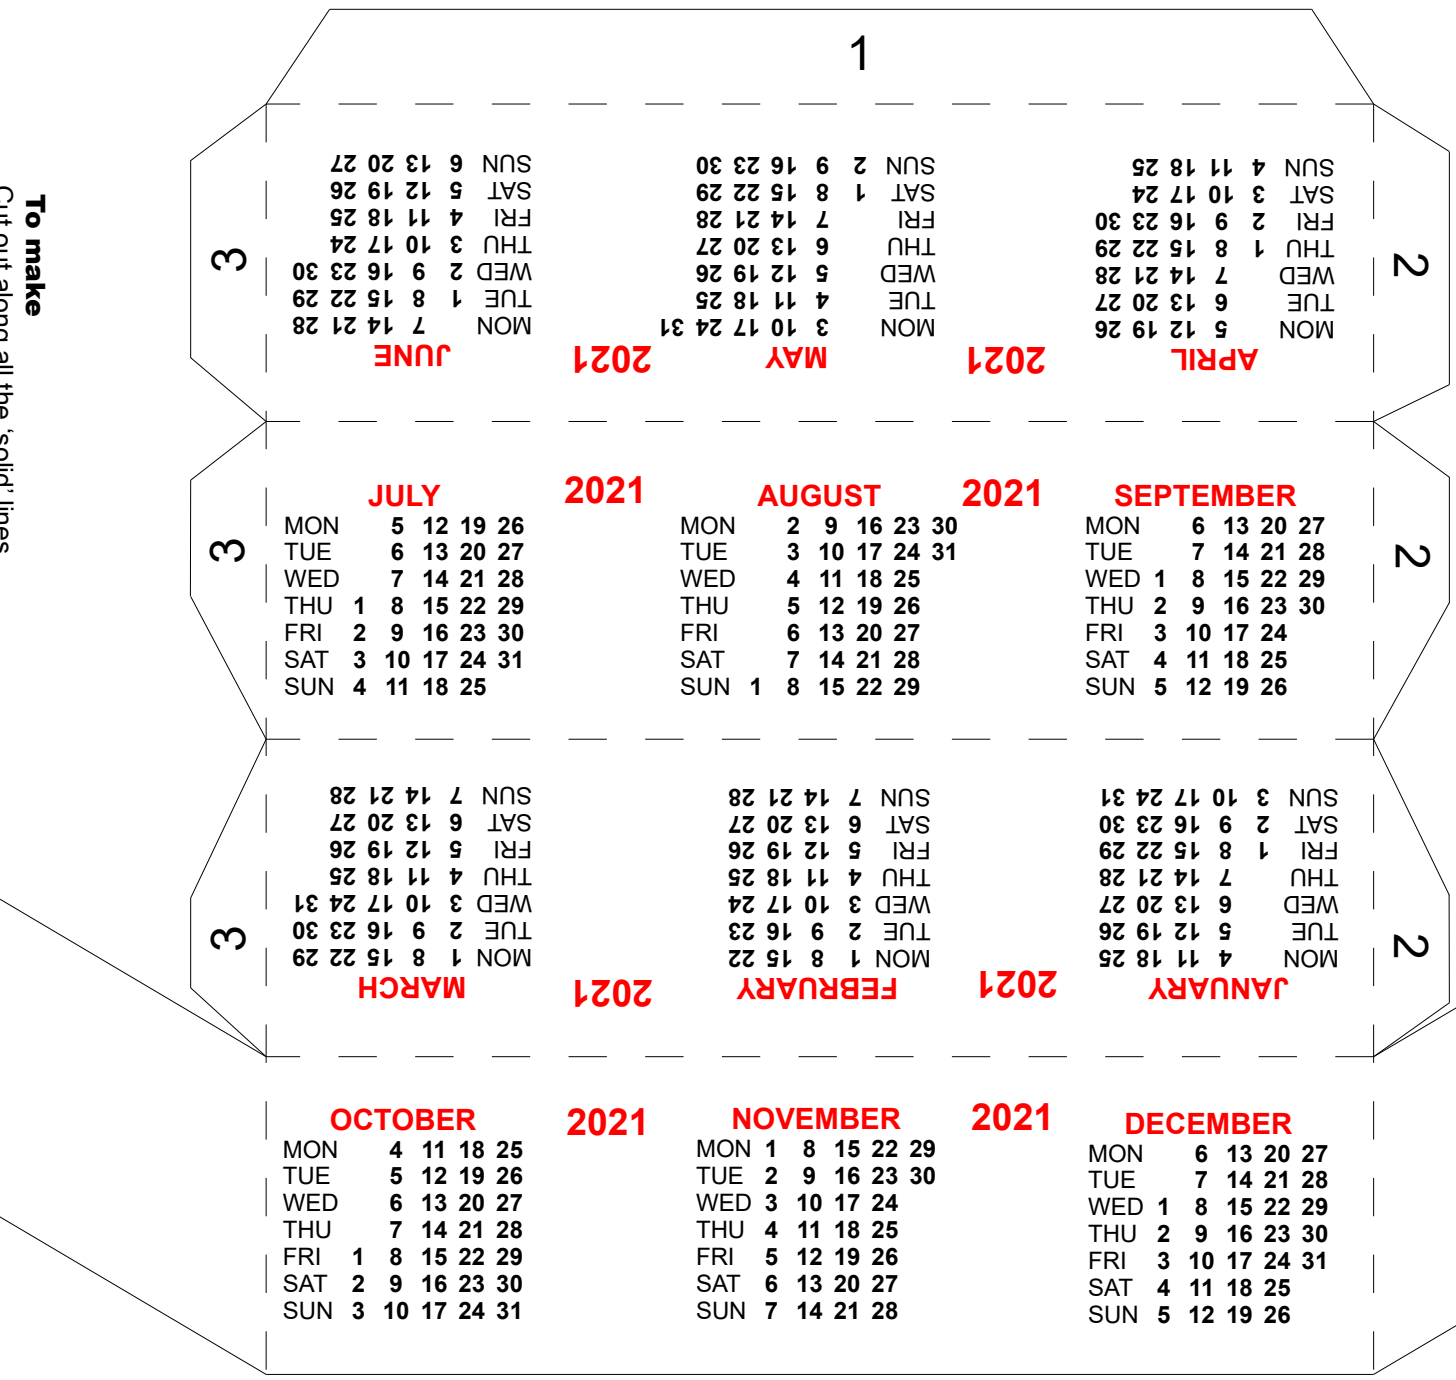 1
To make
Cut out along all the ‘solid’ lines
3
2
APRIL
MON 5 12 19 26
TUE 6 13 20 27
WED 7 14 21 28
THU 1 8 15 22 29
FRI 2 9 16 23 30
SAT 3 10 17 24
SUN 4 11 18 25
2021
MAY
MON 3 10 17 24 31
TUE 4 11 18 25
WED 5 12 19 26
THU 6 13 20 27
FRI 7 14 21 28
SAT 1 8 15 22 29
SUN 2 9 16 23 30
2021
JUNE
MON 7 14 21 28
TUE 1 8 15 22 29
WED 2 9 16 23 30
THU 3 10 17 24
FRI 4 11 18 25
SAT 5 12 19 26
SUN 6 13 20 27
3
2
JULY
MON 5 12 19 26
TUE 6 13 20 27
WED 7 14 21 28
THU 1 8 15 22 29
FRI 2 9 16 23 30
SAT 3 10 17 24 31
SUN 4 11 18 25
2021
AUGUST
MON 2 9 16 23 30
TUE 3 10 17 24 31
WED 4 11 18 25
THU 5 12 19 26
FRI 6 13 20 27
SAT 7 14 21 28
SUN 1 8 15 22 29
2021
SEPTEMBER
MON 6 13 20 27
TUE 7 14 21 28
WED 1 8 15 22 29
THU 2 9 16 23 30
FRI 3 10 17 24
SAT 4 11 18 25
SUN 5 12 19 26
3
2
JANUARY
MON 4 11 18 25
TUE 5 12 19 26
WED 6 13 20 27
THU 7 14 21 28
FRI 1 8 15 22 29
SAT 2 9 16 23 30
SUN 3 10 17 24 31
2021
FEBRUARY
MON 1 8 15 22
TUE 2 9 16 23
WED 3 10 17 24
THU 4 11 18 25
FRI 5 12 19 26
SAT 6 13 20 27
SUN 7 14 21 28
2021
MARCH
MON 1 8 15 22 29
TUE 2 9 16 23 30
WED 3 10 17 24 31
THU 4 11 18 25
FRI 5 12 19 26
SAT 6 13 20 27
SUN 7 14 21 28
OCTOBER
MON 4 11 18 25
TUE 5 12 19 26
WED 6 13 20 27
THU 7 14 21 28
FRI 1 8 15 22 29
SAT 2 9 16 23 30
SUN 3 10 17 24 31
2021
NOVEMBER
MON 1 8 15 22 29
TUE 2 9 16 23 30
WED 3 10 17 24
THU 4 11 18 25
FRI 5 12 19 26
SAT 6 13 20 27
SUN 7 14 21 28
2021
DECEMBER
MON 6 13 20 27
TUE 7 14 21 28
WED 1 8 15 22 29
THU 2 9 16 23 30
FRI 3 10 17 24 31
SAT 4 11 18 25
SUN 5 12 19 26